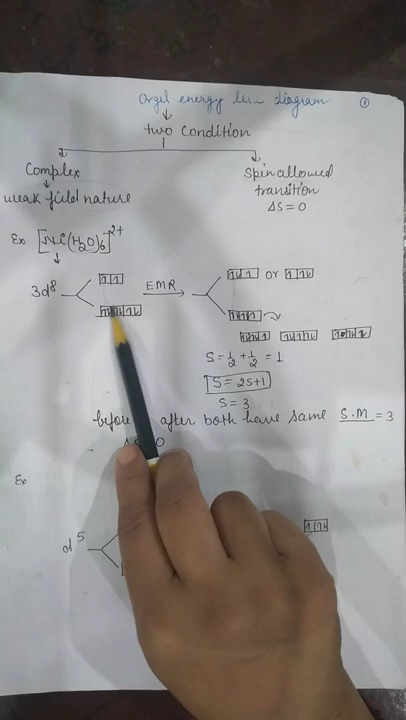 Orgel energy level diagram ①
two Condition
Complex
weak field nature
Spin allowed
transition
ΔS = 0
Ex [Ni(H2O)6]2+
3d8
EMR
or
S = 1/2 + 1/2 = 1
S = 2S+1
S = 3
before after both have same S.M = 3
Ex
d5